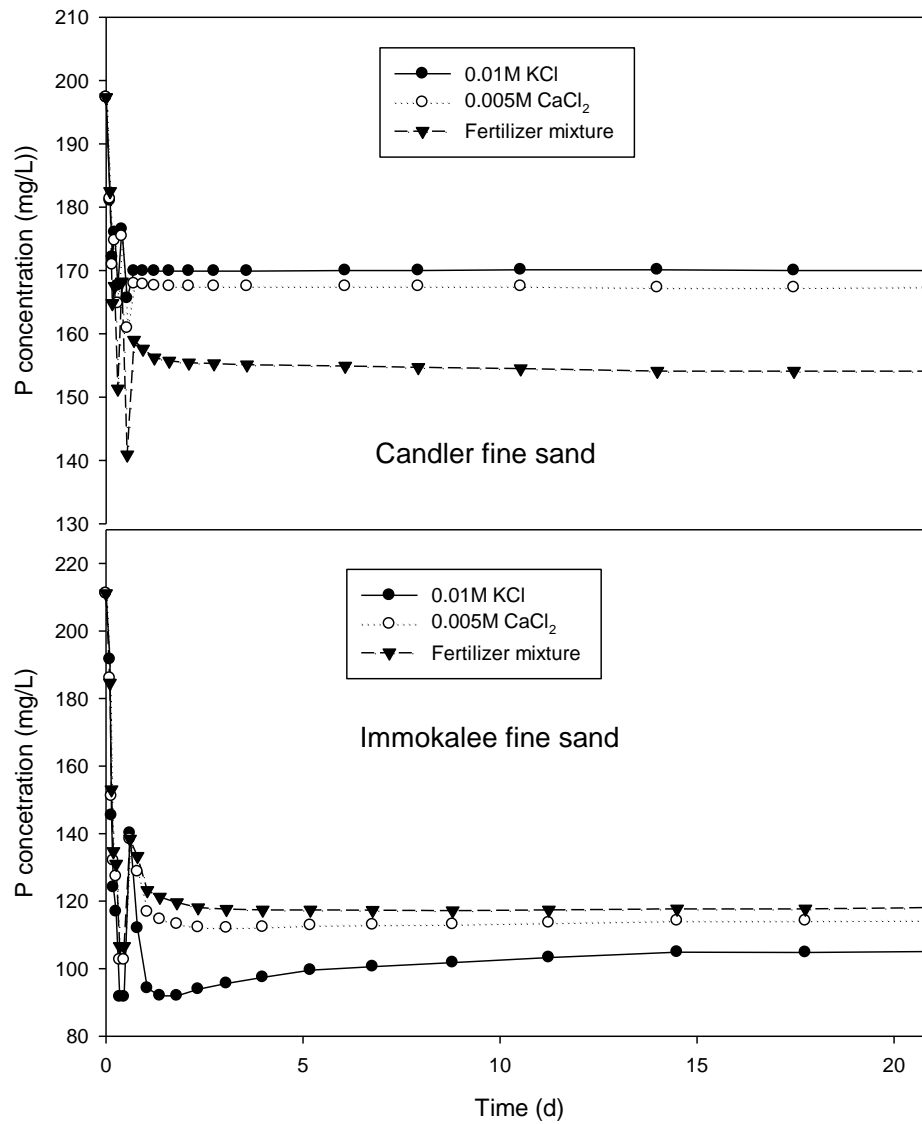 210
200
190
180
170
160
150
140
130
P concentration (mg/L))
0.01M KCl
0.005M CaCl₂
Fertilizer mixture
Candler fine sand
220
200
180
160
140
120
100
80
P concetration (mg/L)
0.01M KCl
0.005M CaCl₂
Fertilizer mixture
Immokalee fine sand
0 5 10 15 20
Time (d)